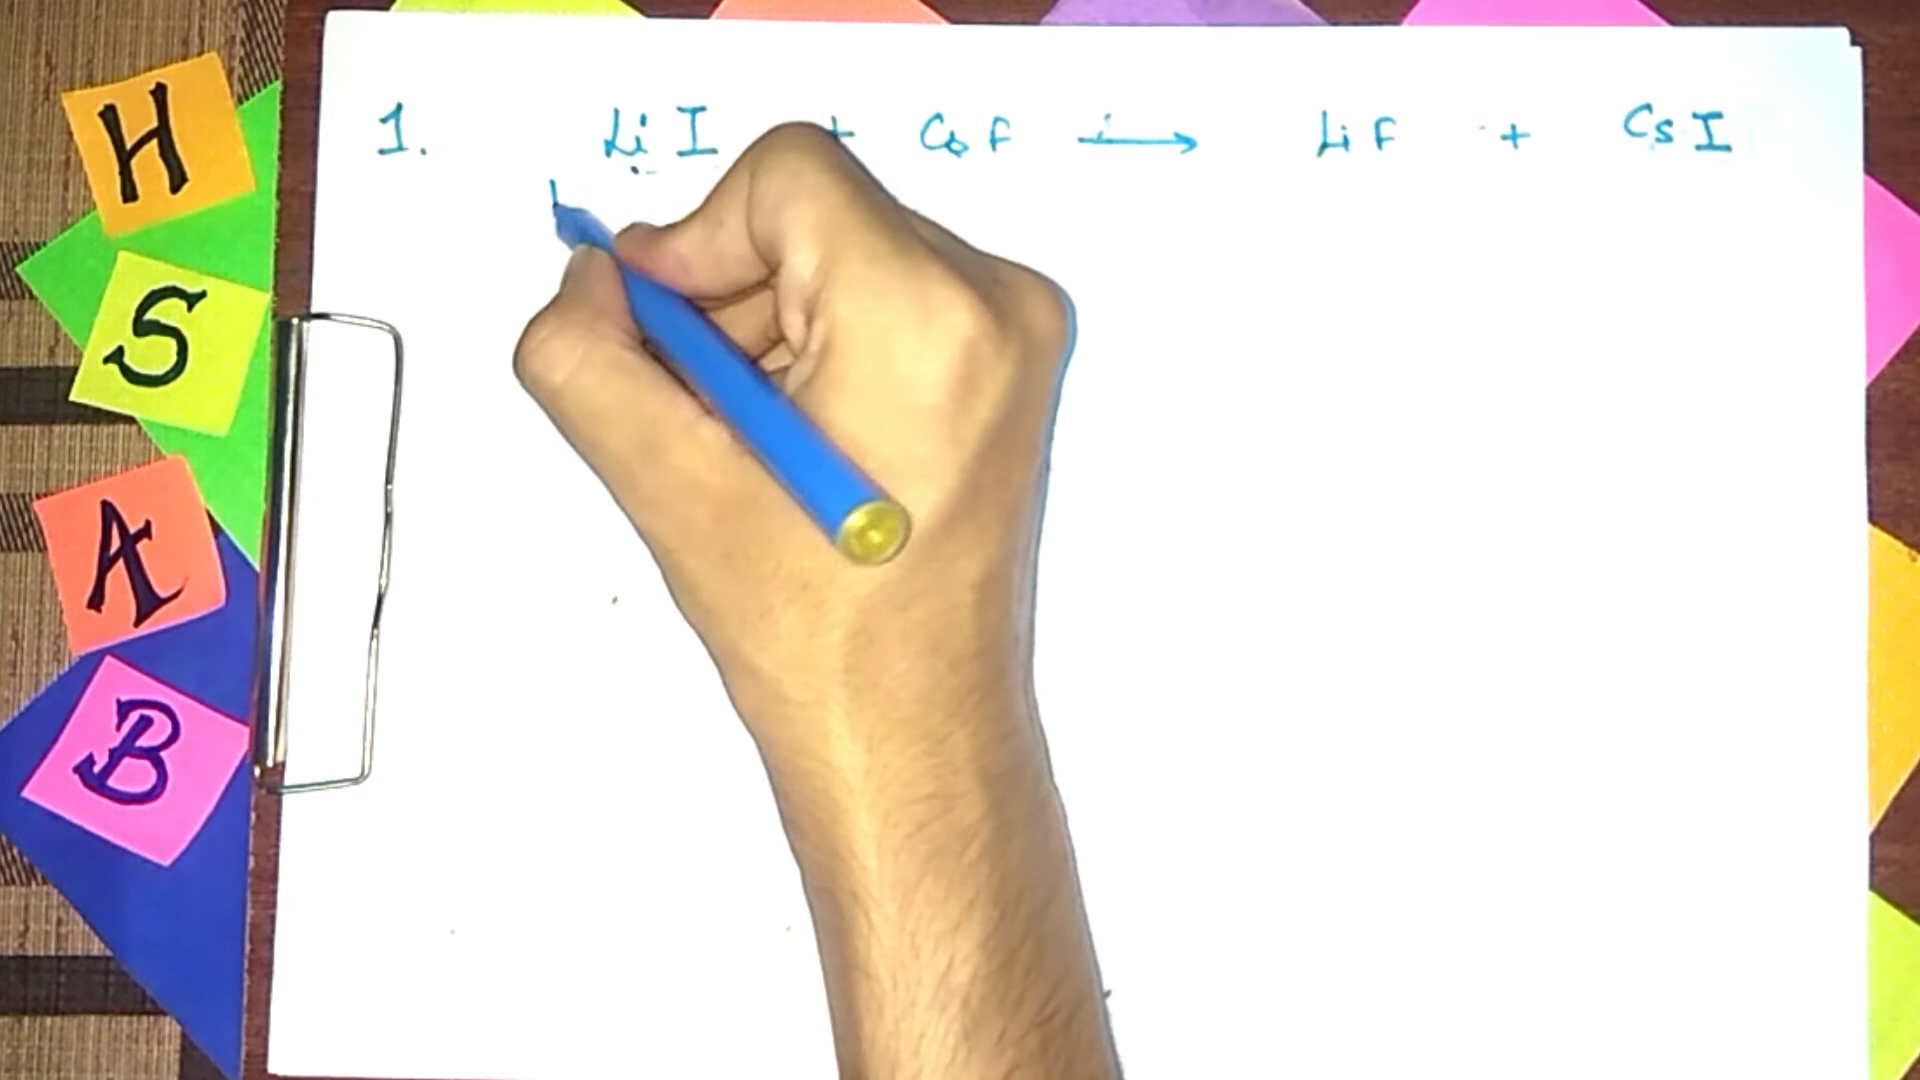 H
S
A
B
1. LiI + CsF → LiF + CsI